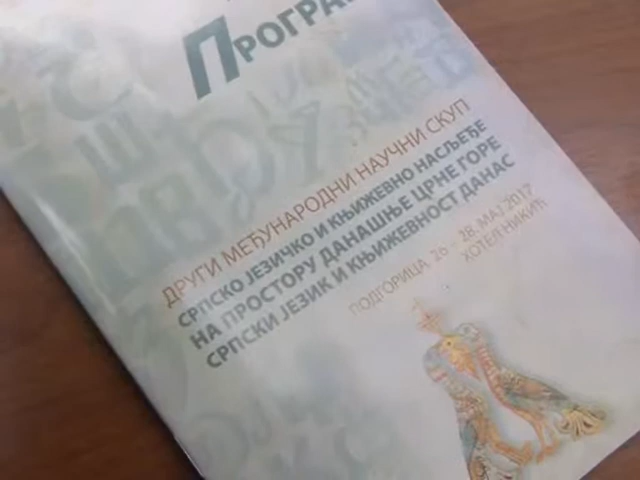 ПРОГРА
ДРУГИ МЕЂУНАРОДНИ НАУЧНИ СКУП
СРПСКО ЈЕЗИЧКО И КЊИЖЕВНО НАСЉЕЂЕ
НА ПРОСТОРУ ДАНАШЊЕ ЦРНЕ ГОРЕ
СРПСКИ ЈЕЗИК И КЊИЖЕВНОСТ ДАНАС
ПОДГОРИЦА, 26 – 28. МАЈ 2017
ХОТЕЛ НИКИЋ